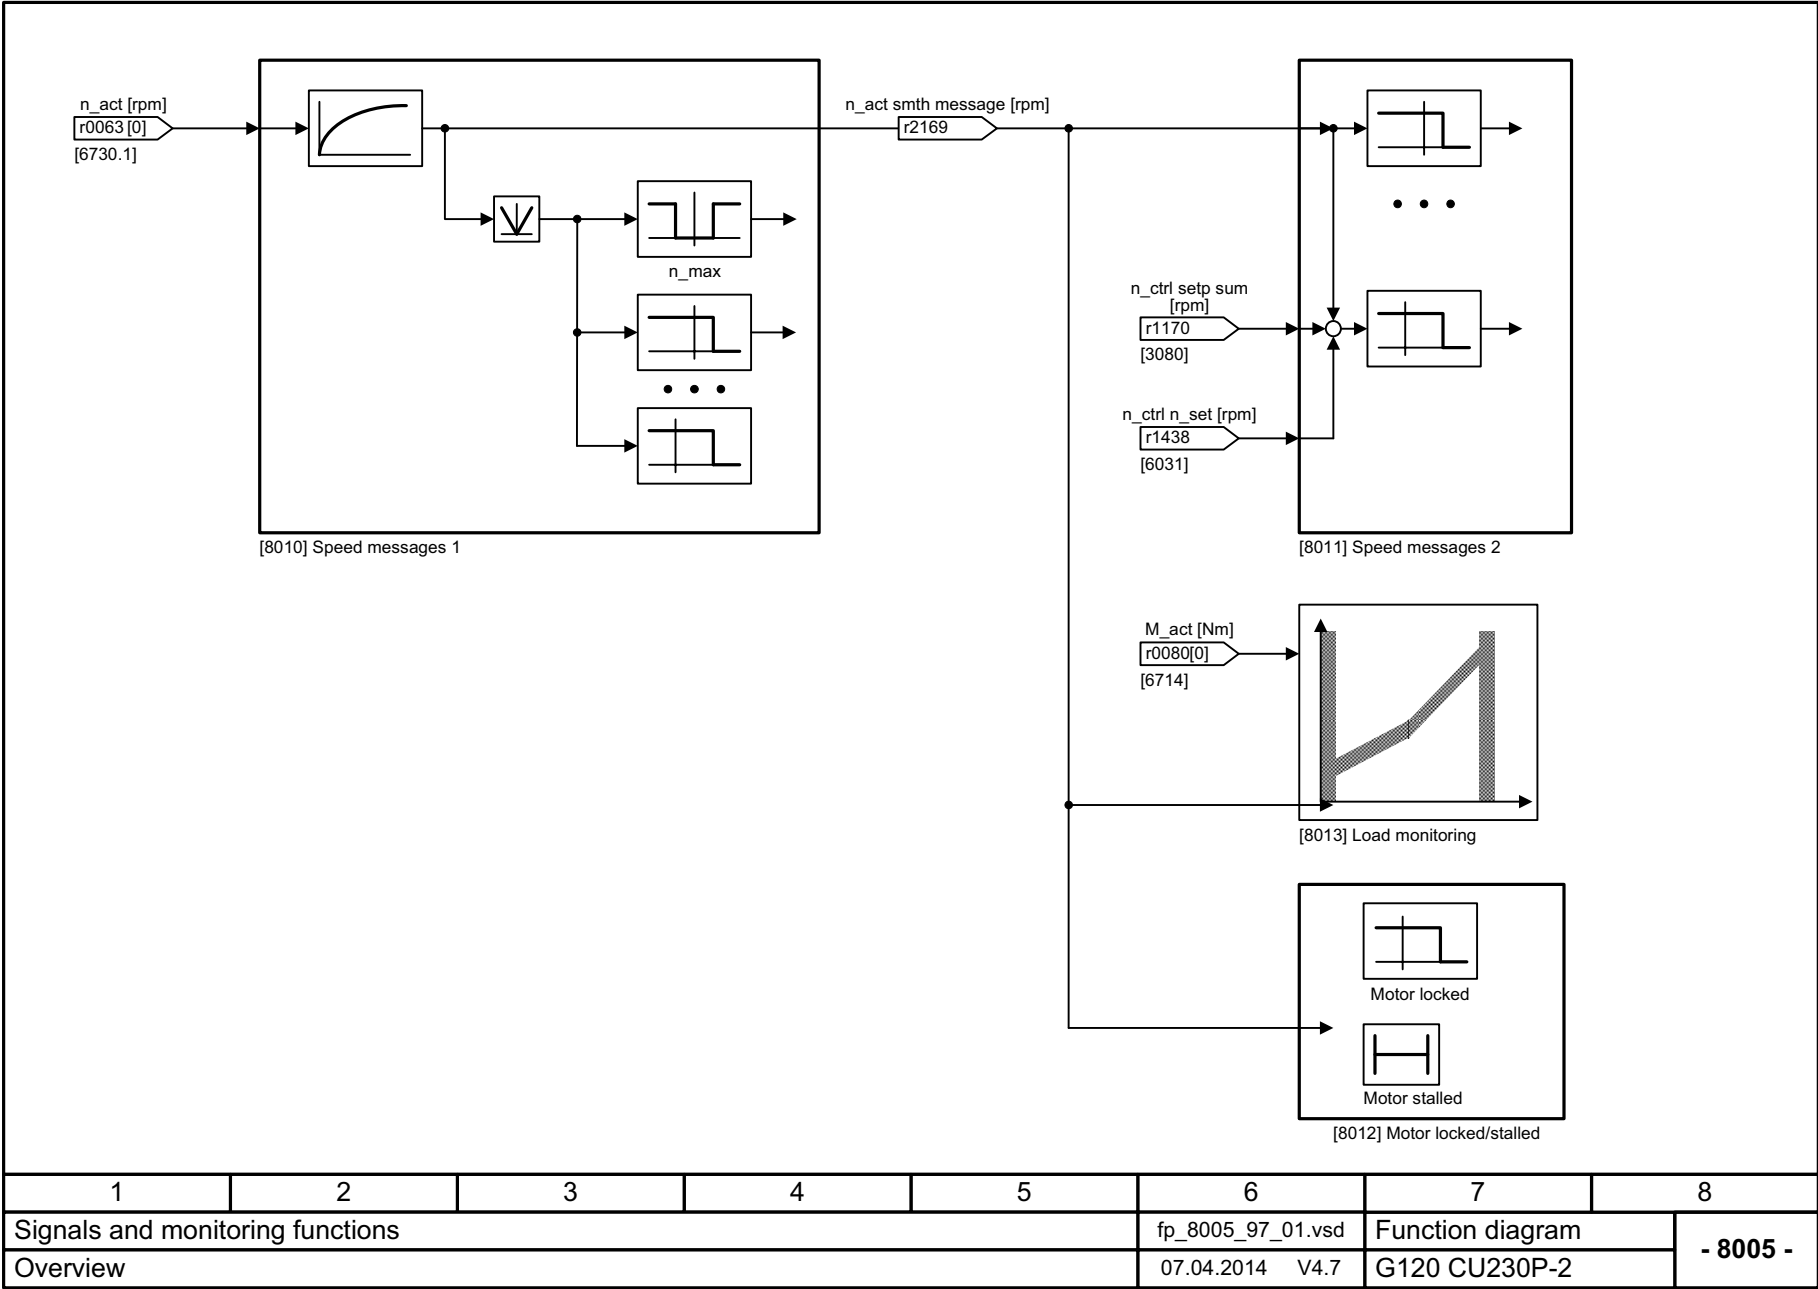 n_act [rpm]
r0063 [0]
[6730.1]
n_max
[8010] Speed messages 1
n_act smth message [rpm]
r2169
n_ctrl setp sum
[rpm]
r1170
[3080]
n_ctrl n_set [rpm]
r1438
[6031]
[8011] Speed messages 2
M_act [Nm]
r0080[0]
[6714]
[8013] Load monitoring
Motor locked
Motor stalled
[8012] Motor locked/stalled
1 2 3 4 5 6 7 8
Signals and monitoring functions
fp_8005_97_01.vsd
Function diagram
- 8005 -
Overview
07.04.2014 V4.7
G120 CU230P-2